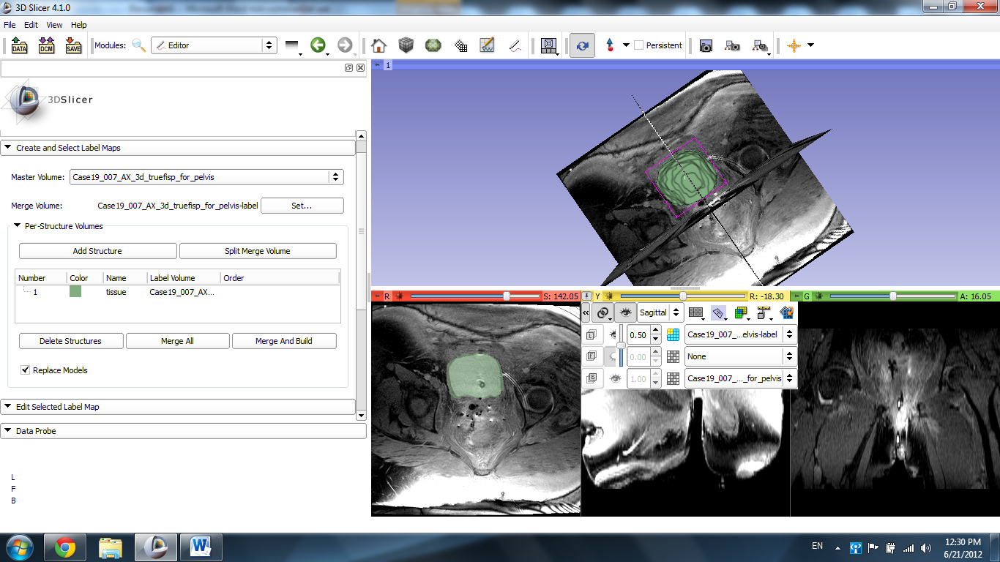 3D Slicer 4.1.0
File Edit View Help
DATA DCM SAVE Modules: Editor Persistent
1
3DSlicer
Create and Select Label Maps
Master Volume: Case19_007_AX_3d_truefisp_for_pelvis
Merge Volume: Case19_007_AX_3d_truefisp_for_pelvis-label Set...
Per-Structure Volumes
Add Structure Split Merge Volume
Number Color Name Label Volume Order
1 tissue Case19_007_AX...
Delete Structures Merge All Merge And Build
Replace Models
Edit Selected Label Map
Data Probe
L
F
B
R S: 142.05
Y R: -18.30
G A: 16.05
Sagittal
0.50 Case19_007_...elvis-label
F 0.00 None
B 1.00 Case19_007_..._for_pelvis
EN 12:30 PM
6/21/2012